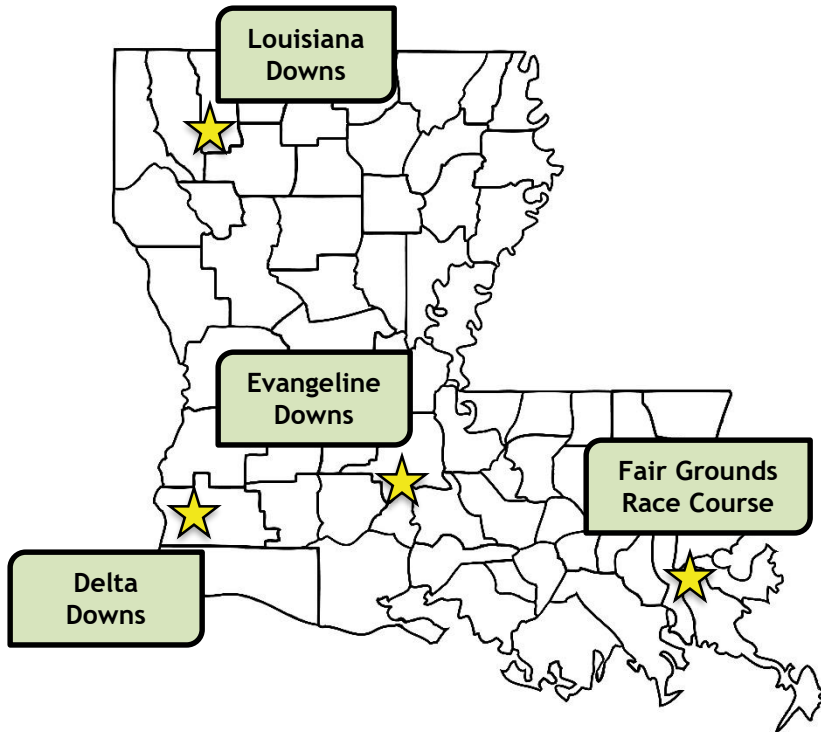 Louisiana
Downs
Evangeline
Downs
Fair Grounds
Race Course
Delta
Downs